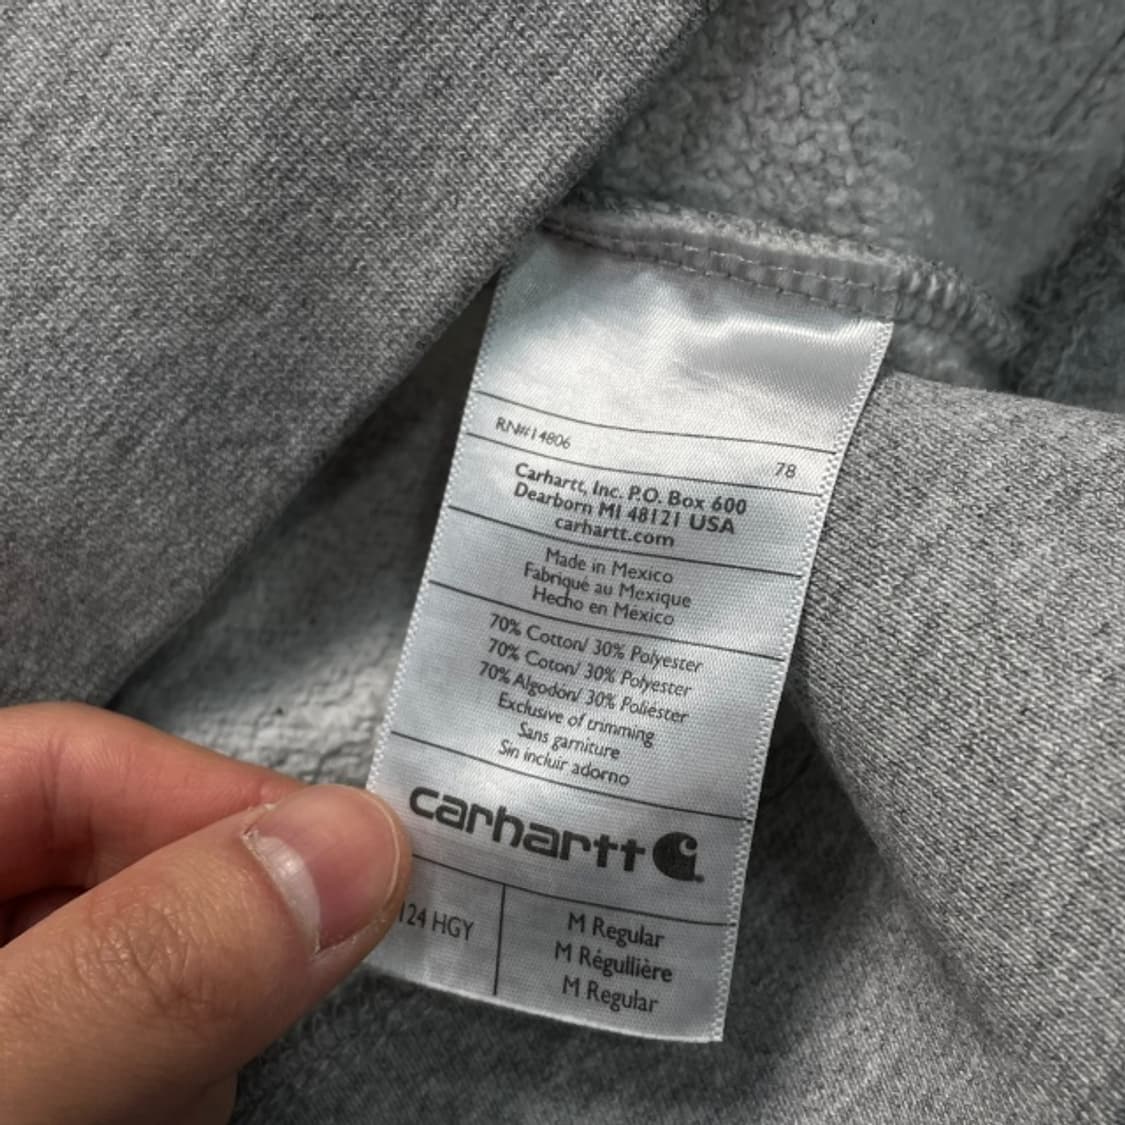 RN#14806 78
Carhartt, Inc. P.O. Box 600
Dearborn MI 48121 USA
carhartt.com
Made in Mexico
Fabriqué au Mexique
Hecho en México
70% Cotton/ 30% Polyester
70% Coton/ 30% Polyester
70% Algodon/ 30% Poliester
Exclusive of trimming
Sans garniture
Sin incluir adorno
carhartt
124 HGY
M Regular
M Régullière
M Regular